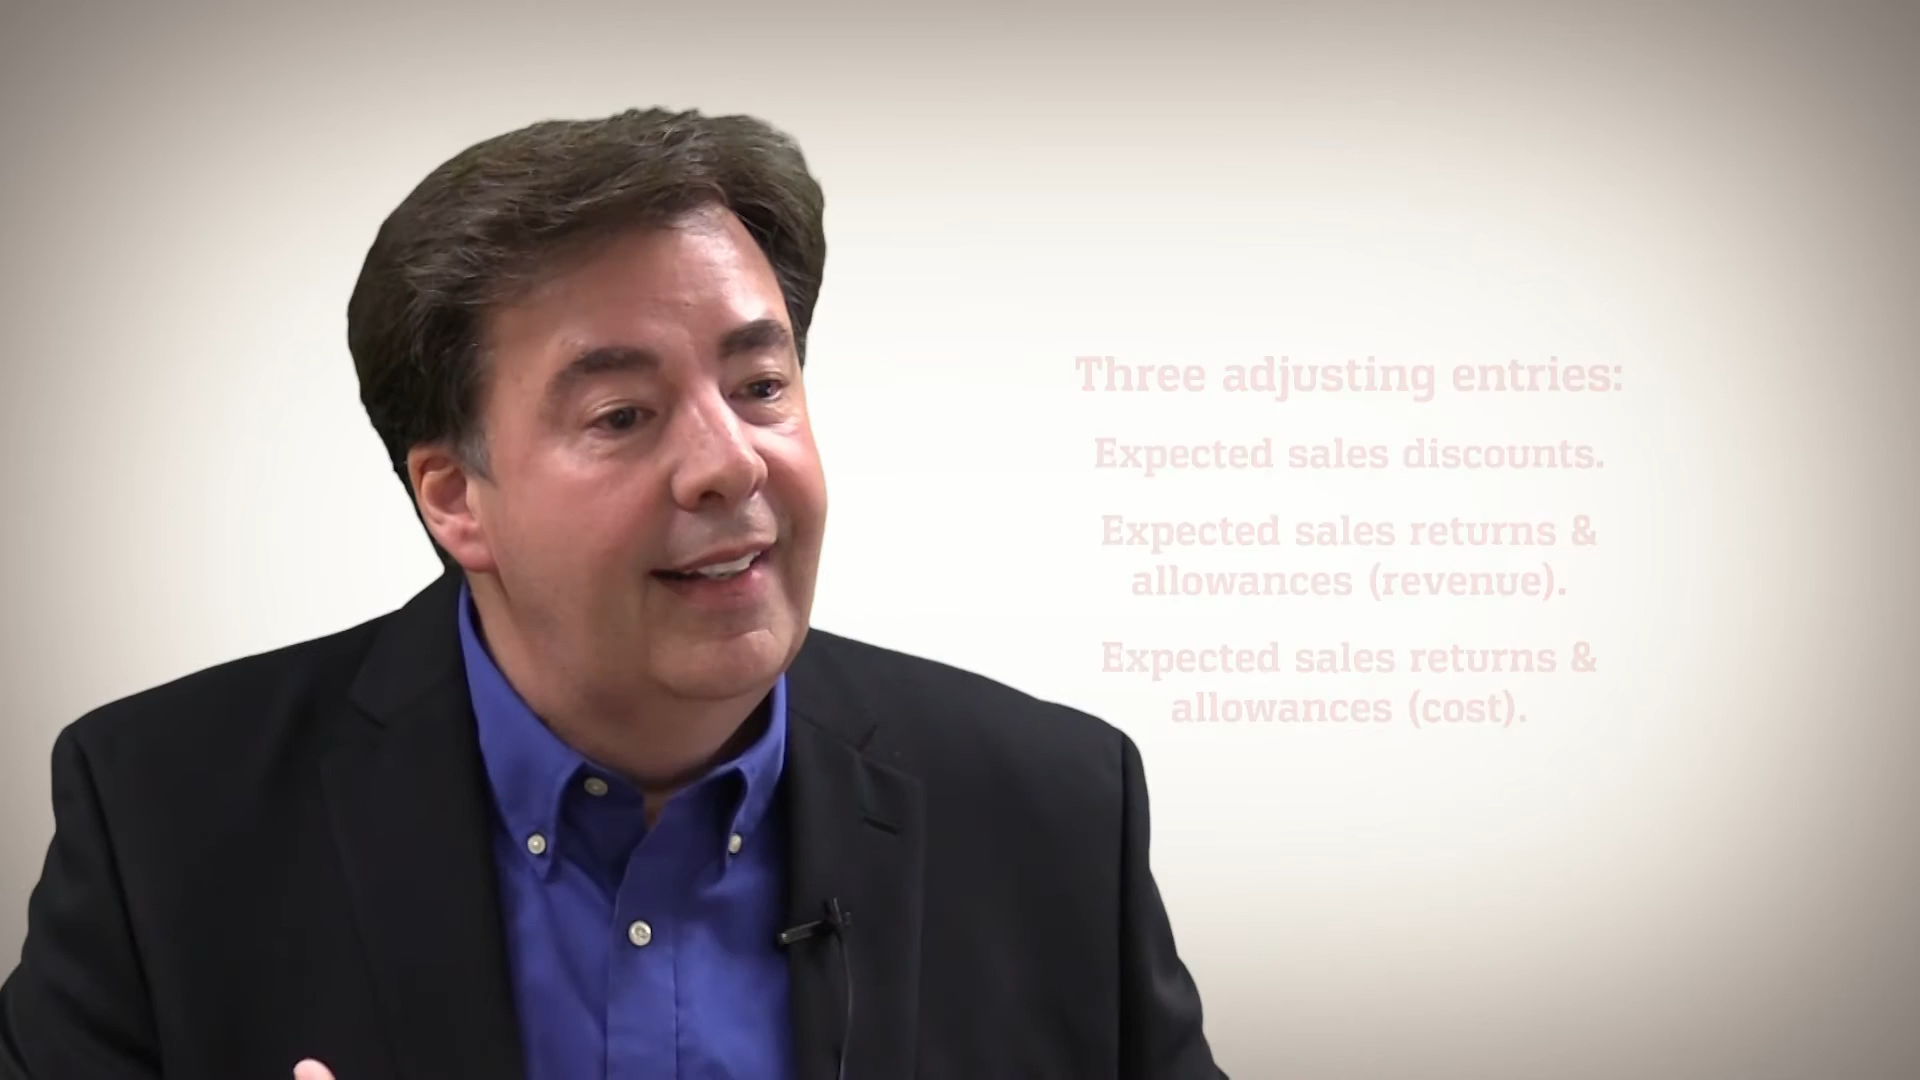 Three adjusting entries:
Expected sales discounts.
Expected sales returns &
allowances (revenue).
Expected sales returns &
allowances (cost).